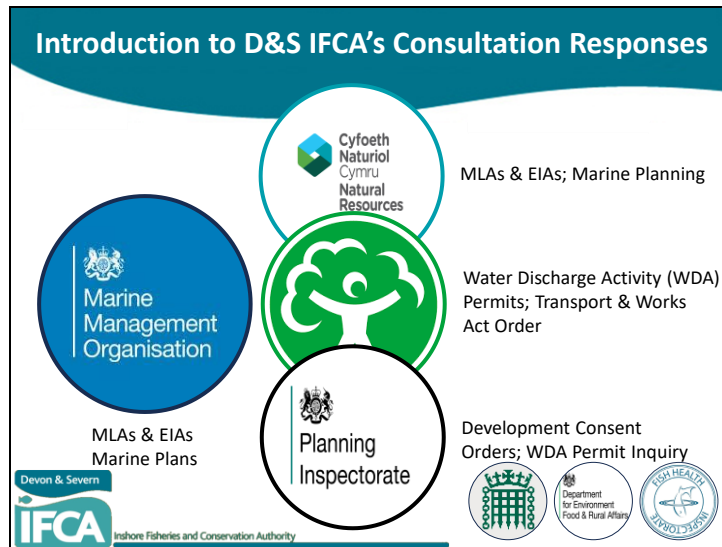 Introduction to D&S IFCA's Consultation Responses
Cyfoeth
Naturiol
Cymru
Natural
Resources
MLAs & EIAs; Marine Planning
Marine
Management
Organisation
Water Discharge Activity (WDA)
Permits; Transport & Works
Act Order
MLAs & EIAs
Marine Plans
Planning
Inspectorate
Development Consent
Orders; WDA Permit Inquiry
Devon & Severn
IFCA
Inshore Fisheries and Conservation Authority
Department
for Environment
Food & Rural Affairs
FISH HEALTH
INSPECTORATE